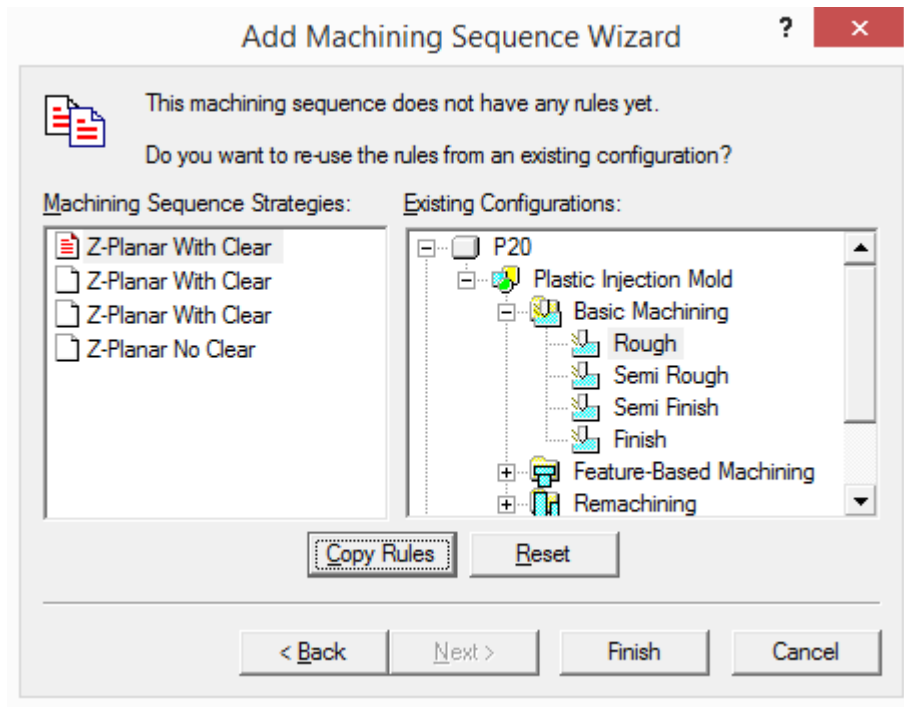 Add Machining Sequence Wizard ? ×
This machining sequence does not have any rules yet.
Do you want to re-use the rules from an existing configuration?
Machining Sequence Strategies:
Z-Planar With Clear
Z-Planar With Clear
Z-Planar With Clear
Z-Planar No Clear
Existing Configurations:
P20
Plastic Injection Mold
Basic Machining
Rough
Semi Rough
Semi Finish
Finish
Feature-Based Machining
Remachining
Copy Rules Reset
< Back Next > Finish Cancel